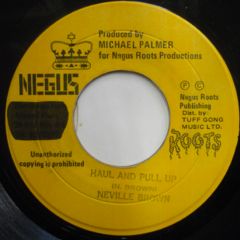 Produced by
MICHAEL PALMER
for Negus Roots Productions
NEGUS
Ⓟ ©
Negus Roots
Publishing
Dist. by:
TUFF GONG
MUSIC LTD.
Unauthorized
copying is prohibited
ROOTS
HAUL AND PULL UP
(N. BROWN)
NEVILLE BROWN